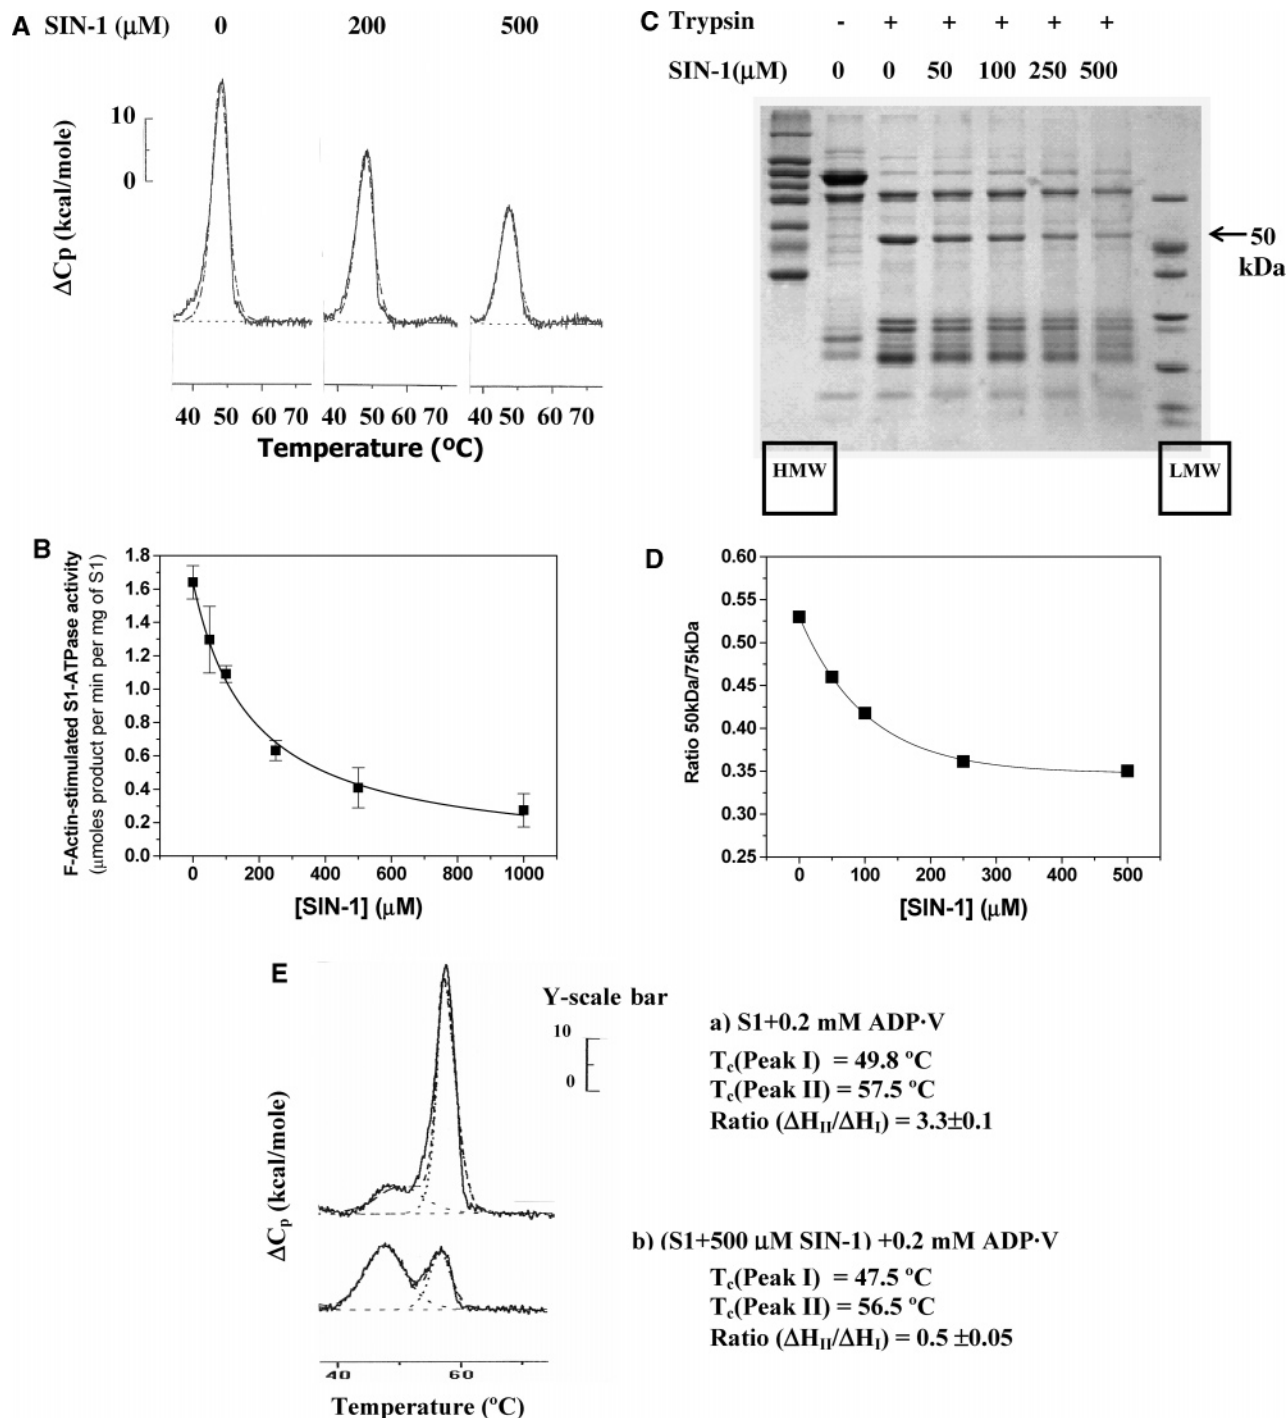 A SIN-1 (μM) 0 200 500
10
0
ΔCp (kcal/mole)
40 50 60 70 40 50 60 70 40 50 60 70
Temperature (ºC)
C Trypsin - + + + + +
SIN-1(μM) 0 0 50 100 250 500
50
kDa
HMW
LMW
B
F-Actin-stimulated S1-ATPase activity
(μmoles product per min per mg of S1)
1.8
1.6
1.4
1.2
1.0
0.8
0.6
0.4
0.2
0.0
0 200 400 600 800 1000
[SIN-1] (μM)
D
Ratio 50kDa/75kDa
0.60
0.55
0.50
0.45
0.40
0.35
0.30
0.25
0 100 200 300 400 500
[SIN-1] (μM)
E
Y-scale bar
10
0
ΔCp (kcal/mole)
40 60
Temperature (ºC)
a) S1+0.2 mM ADP·V
Tc(Peak I) = 49.8 ºC
Tc(Peak II) = 57.5 ºC
Ratio (ΔHII/ΔHI) = 3.3±0.1
b) (S1+500 μM SIN-1) +0.2 mM ADP·V
Tc(Peak I) = 47.5 ºC
Tc(Peak II) = 56.5 ºC
Ratio (ΔHII/ΔHI) = 0.5 ±0.05